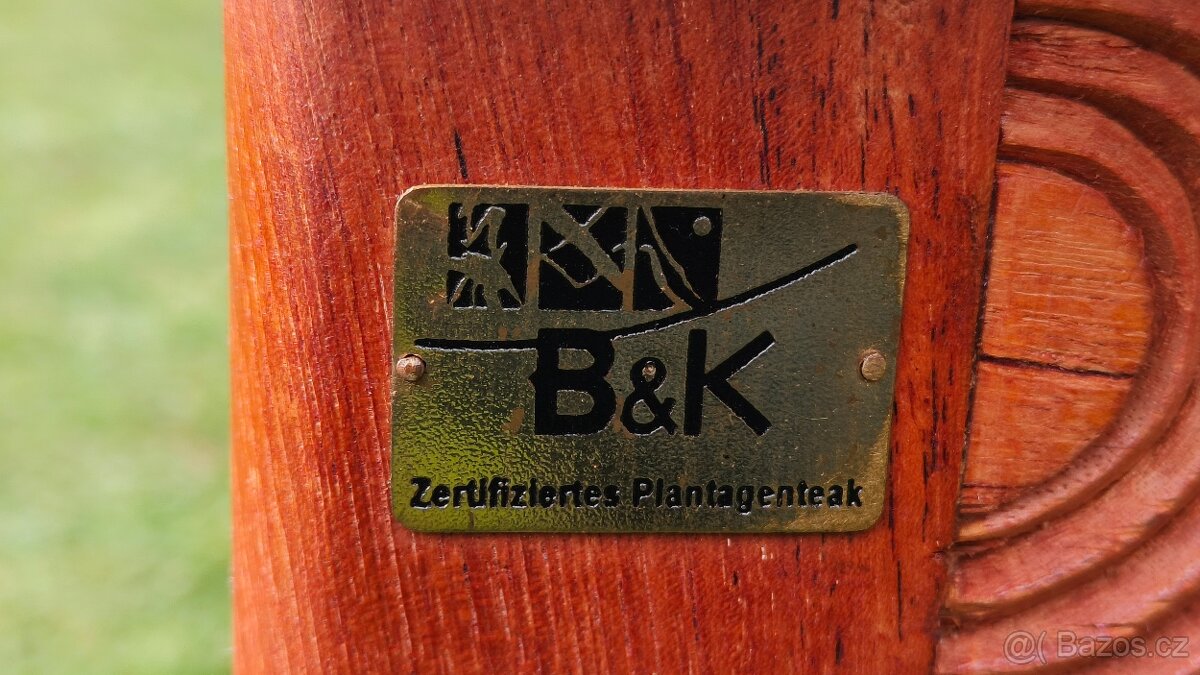 B&K
Zertifiziertes Plantagenteak
@( Bazos.cz